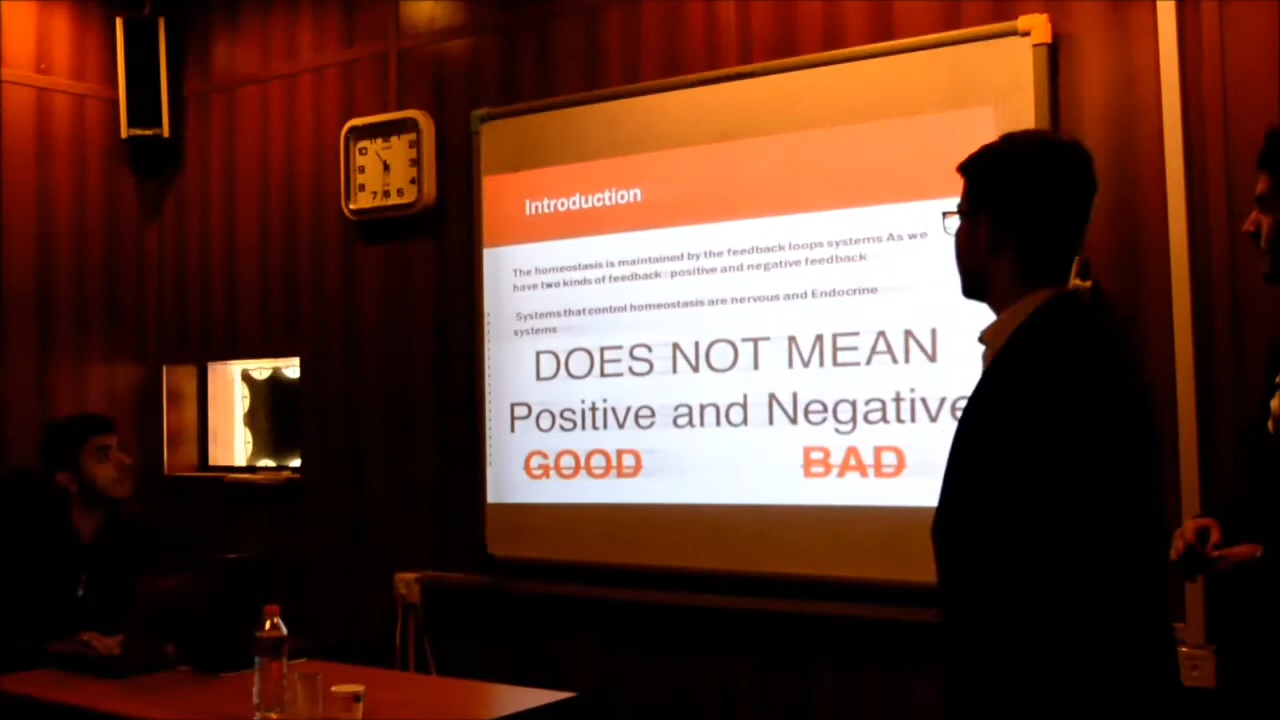 Introduction
The homeostasis is maintained by the feedback loops systems As we
have two kinds of feedback : positive and negative feedback
Systems that control homeostasis are nervous and Endocrine
systems
DOES NOT MEAN
Positive and Negative
GOOD BAD